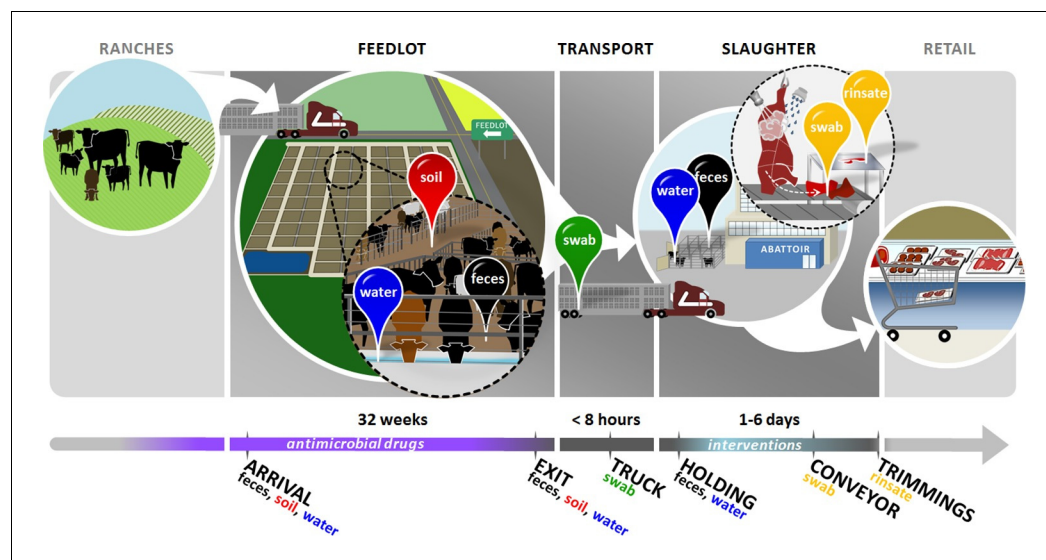 RANCHES
FEEDLOT
TRANSPORT
SLAUGHTER
RETAIL
FEEDLOT
soil
water
feces
swab
water
feces
swab
rinsate
ABATTOIR
32 weeks
< 8 hours
1-6 days
antimicrobial drugs
interventions
ARRIVAL
feces, soil, water
EXIT
feces, soil, water
TRUCK
swab
HOLDING
feces, water
CONVEYOR
swab
TRIMMINGS
rinsate